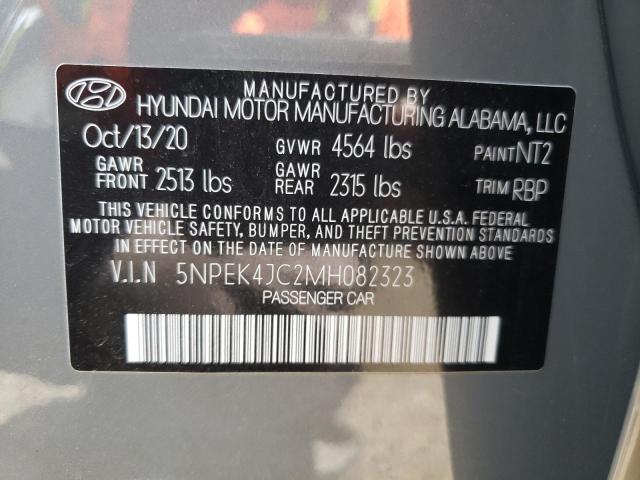 MANUFACTURED BY
HYUNDAI MOTOR MANUFACTURING ALABAMA, LLC
Oct/13/20 GVWR 4564 lbs PAINT NT2
GAWR FRONT 2513 lbs GAWR REAR 2315 lbs TRIM RBP
THIS VEHICLE CONFORMS TO ALL APPLICABLE U.S.A. FEDERAL
MOTOR VEHICLE SAFETY, BUMPER, AND THEFT PREVENTION STANDARDS
IN EFFECT ON THE DATE OF MANUFACTURE SHOWN ABOVE
V.I.N 5NPEK4JC2MH082323
PASSENGER CAR